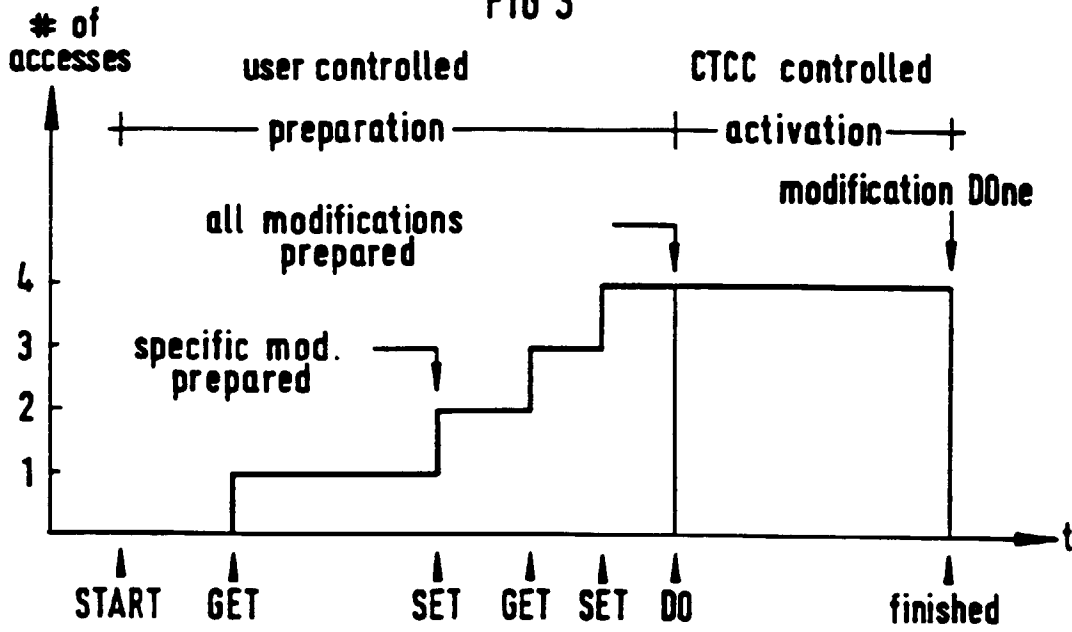 FIG 3
# of
accesses
user controlled
CTCC controlled
preparation
activation
modification DOne
all modifications
prepared
4
specific mod.
prepared
3
2
1
t
START GET SET GET SET DO finished